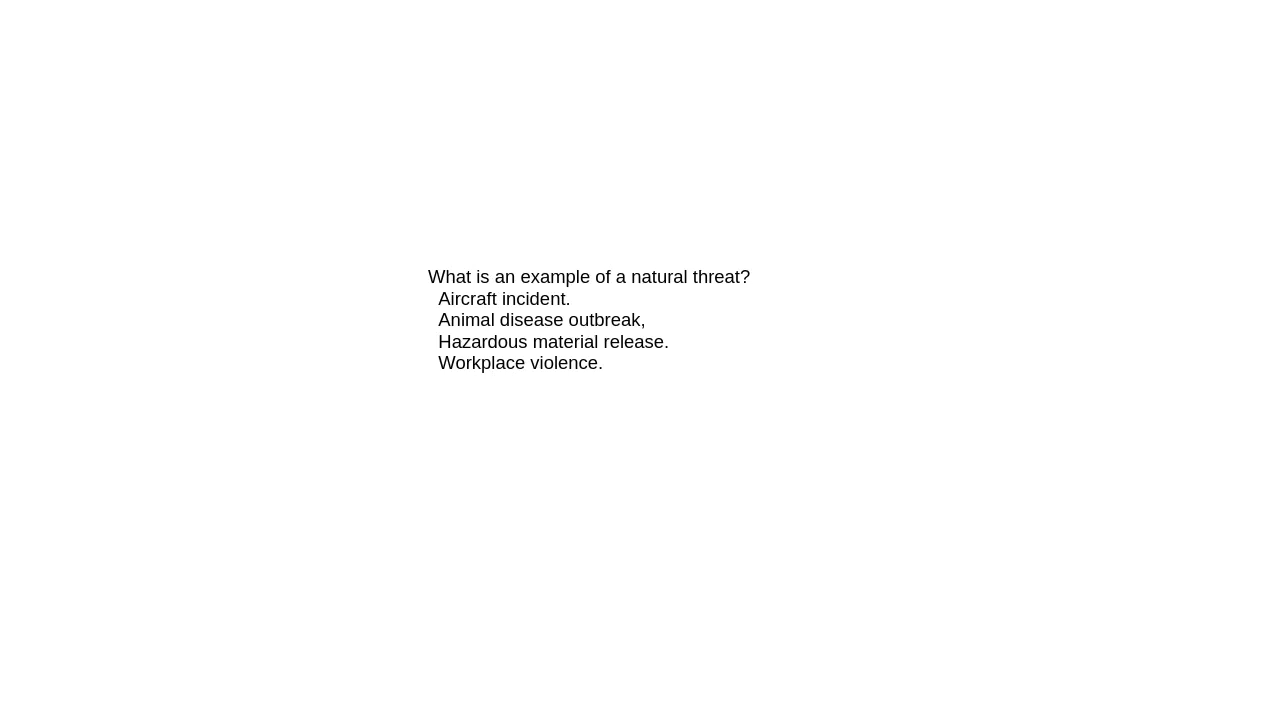 What is an example of a natural threat?
Aircraft incident.
Animal disease outbreak,
Hazardous material release.
Workplace violence.